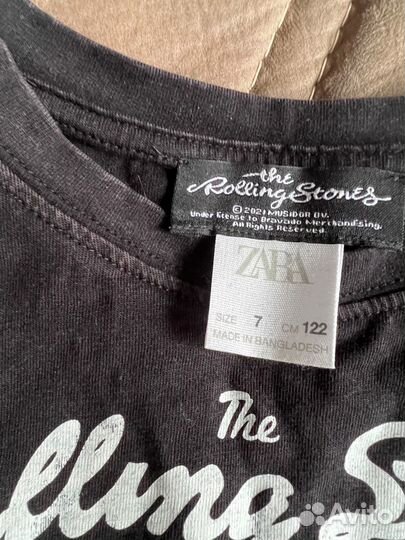 the
Rolling Stones
© 2021 MUSIDOR BV.
Under license to Bravado Merchandising.
All Rights Reserved.
ZARA
SIZE 7 CM 122
MADE IN BANGLADESH
The
Avito